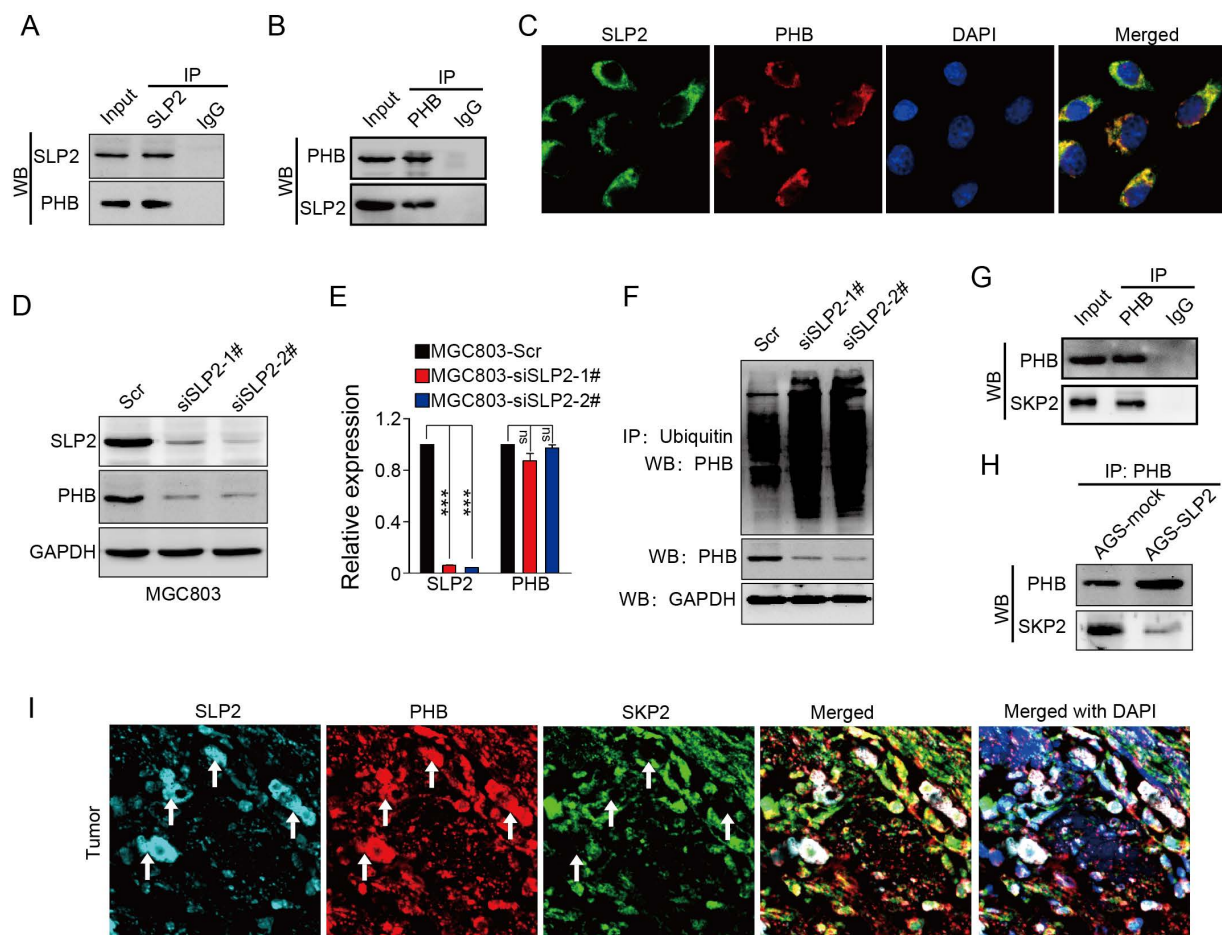 A
IP
Input
SLP2
IgG
WB
SLP2
PHB
B
IP
Input
PHB
IgG
WB
PHB
SLP2
C
SLP2
PHB
DAPI
Merged
D
Scr
siSLP2-1#
siSLP2-2#
SLP2
PHB
GAPDH
MGC803
E
MGC803-Scr
MGC803-siSLP2-1#
MGC803-siSLP2-2#
Relative expression
1.2
0.8
0.4
0
***
***
ns
ns
SLP2
PHB
F
Scr
siSLP2-1#
siSLP2-2#
IP: Ubiquitin
WB: PHB
WB: PHB
WB: GAPDH
G
IP
Input
PHB
IgG
WB
PHB
SKP2
H
IP: PHB
AGS-mock
AGS-SLP2
WB
PHB
SKP2
I
SLP2
PHB
SKP2
Merged
Merged with DAPI
Tumor